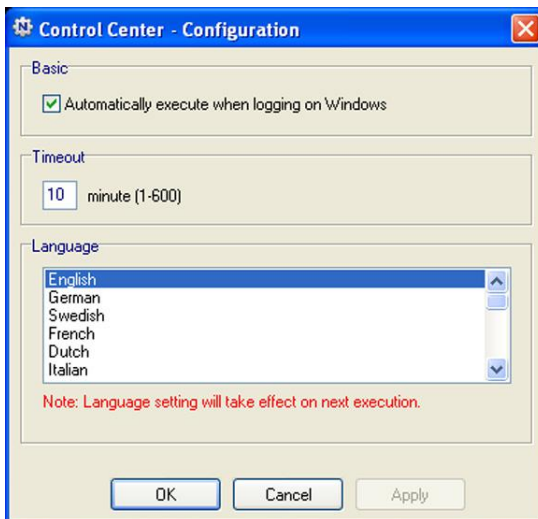 Control Center - Configuration
Basic
Automatically execute when logging on Windows
Timeout
10 minute (1-600)
Language
English
German
Swedish
French
Dutch
Italian
Note: Language setting will take effect on next execution.
OK Cancel Apply